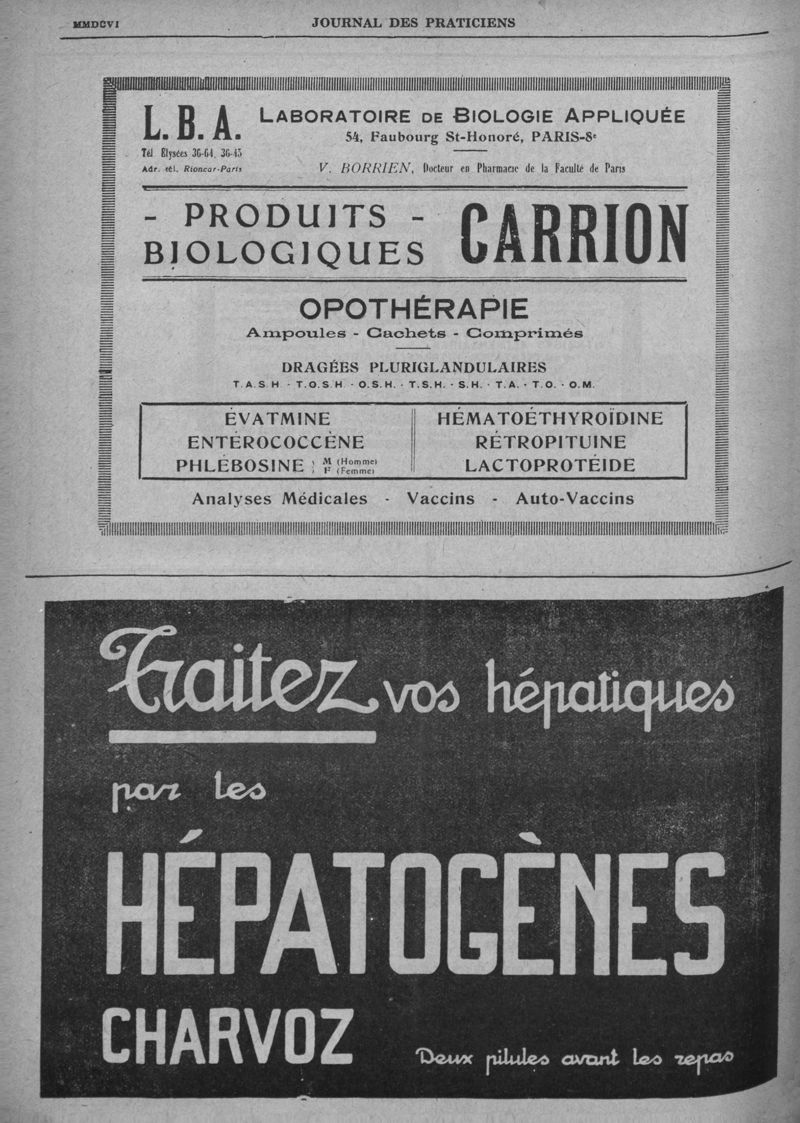 MMDCVI
JOURNAL DES PRATICIENS
L. B. A.
LABORATOIRE DE BIOLOGIE APPLIQUÉE
54, Faubourg St-Honoré, PARIS-8e
Tél Élysées 36-64, 36-45
Adr. tél. Rioncar-Paris
V. BORRIEN, Docteur en Pharmacie de la Faculté de Paris
- PRODUITS -
BIOLOGIQUES
CARRION
OPOTHÉRAPIE
Ampoules - Cachets - Comprimés
DRAGÉES PLURIGLANDULAIRES
T.A.S.H - T.O.S.H - O.S.H. - T.S.H. - S.H. - T.A. - T.O. - O.M.
ÉVATMINE
ENTÉROCOCCÈNE
PHLÉBOSINE { M (Homme)
F (Femme)
HÉMATOÉTHYROÏDINE
RÉTROPITUINE
LACTOPROTÉIDE
Analyses Médicales - Vaccins - Auto-Vaccins
Traitez vos hépatiques
par les
HÉPATOGÈNES
CHARVOZ
Deux pilules avant les repas